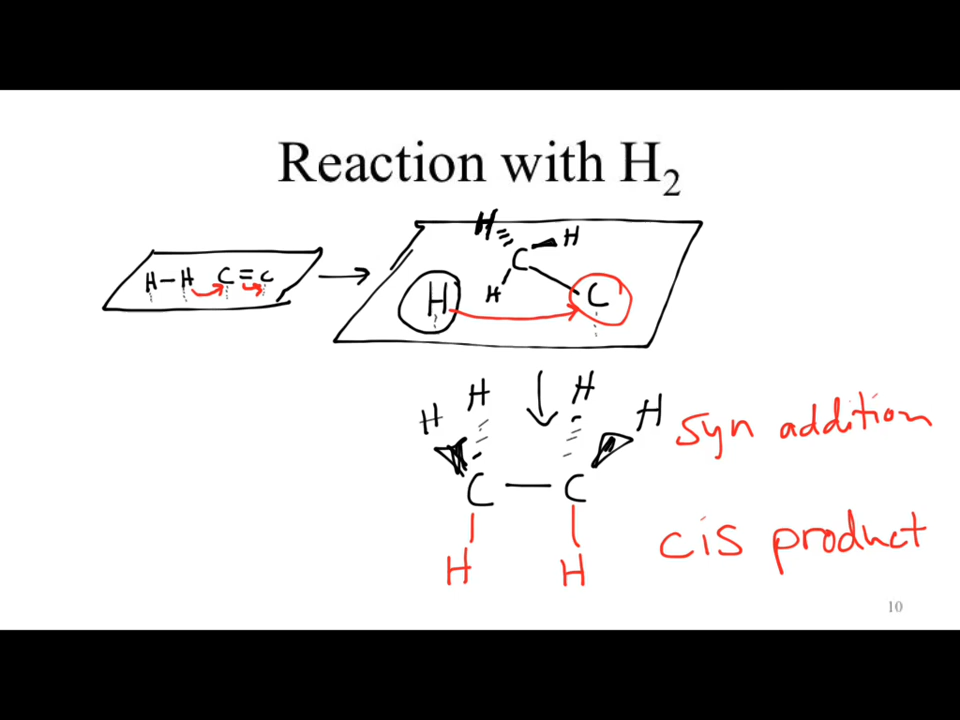 Reaction with H₂
H–H C=C
H H
C
H
H C
H H
H H
syn addition
C — C
H H
cis product
10